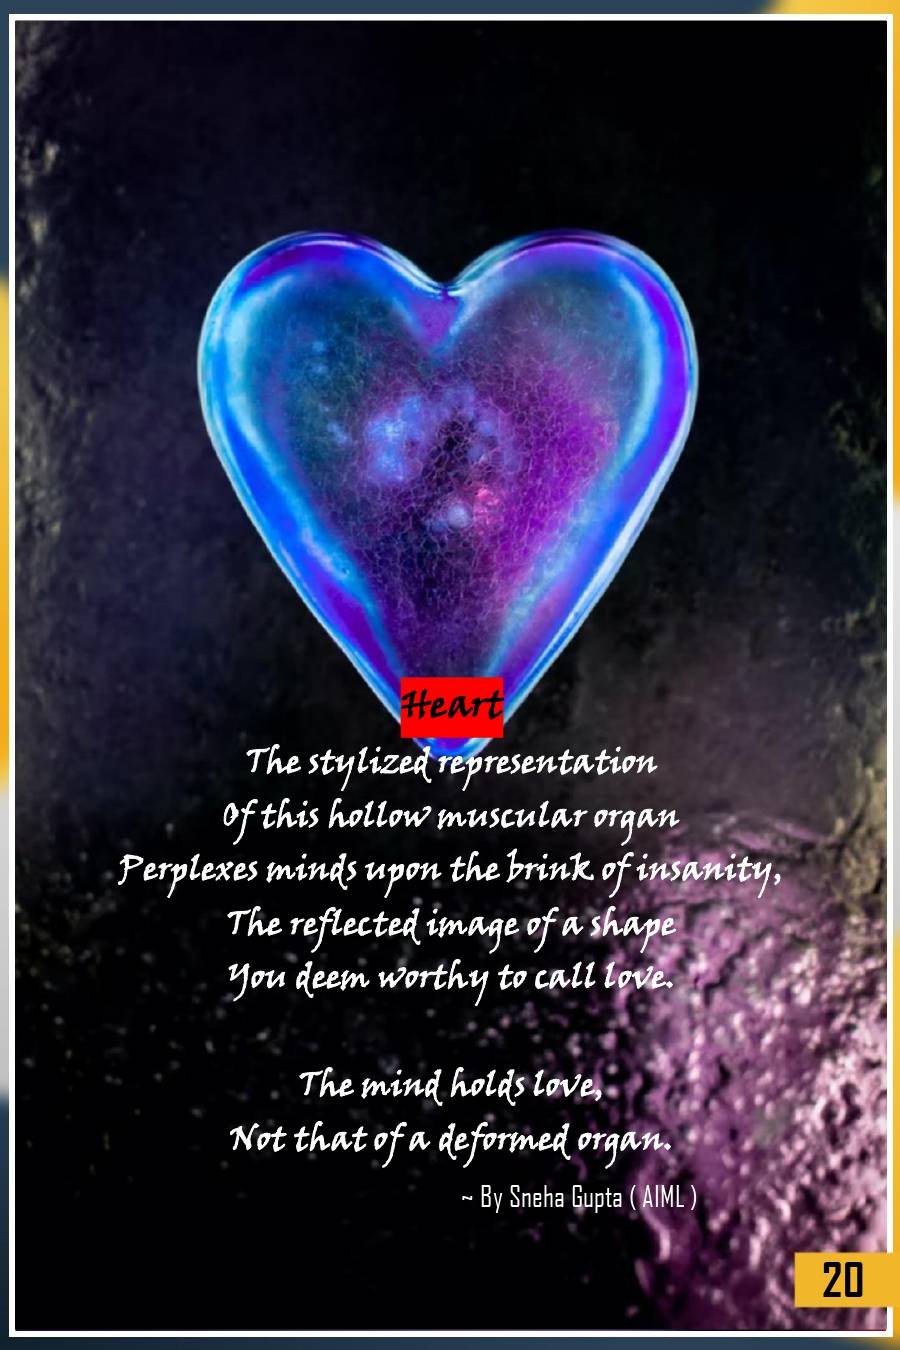 Heart
The stylized representation
Of this hollow muscular organ
Perplexes minds upon the brink of insanity,
The reflected image of a shape
You deem worthy to call love.
The mind holds love,
Not that of a deformed organ.
~ By Sneha Gupta ( AIML )
20